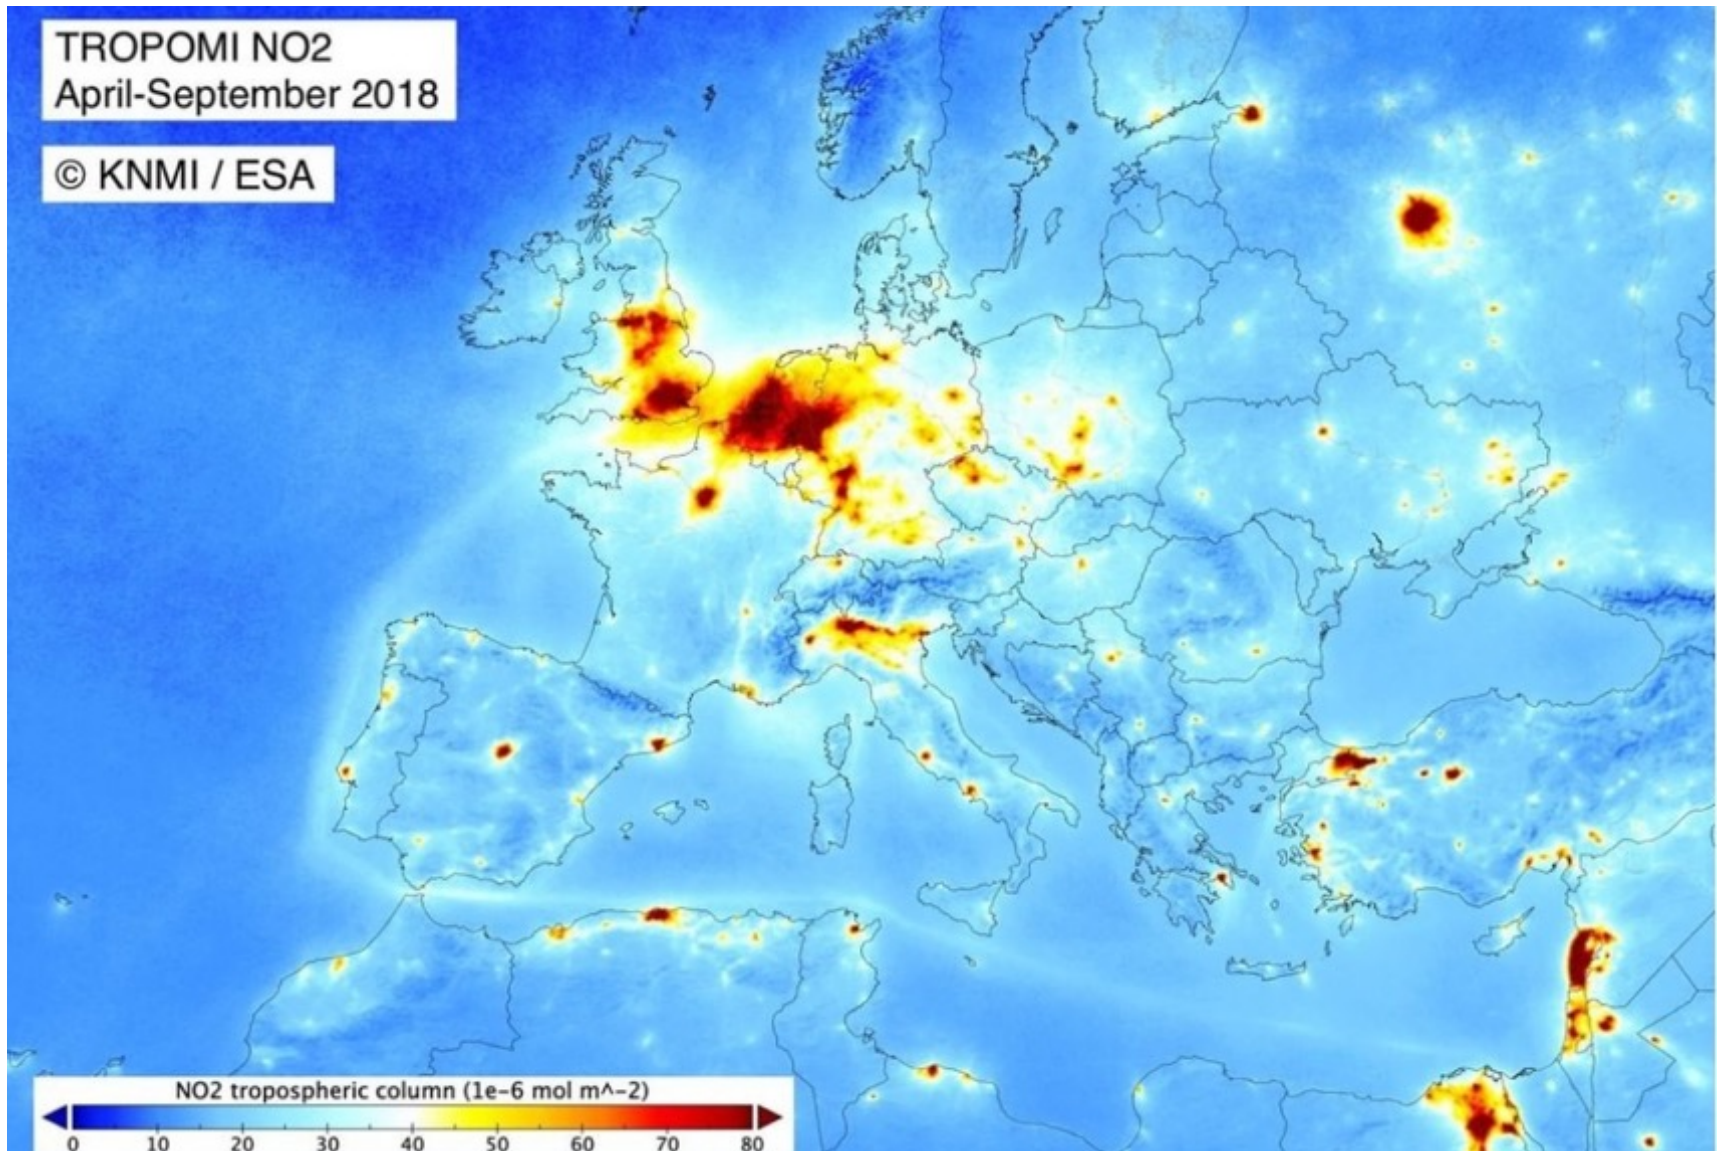 TROPOMI NO2
April-September 2018
© KNMI / ESA
NO2 tropospheric column (1e-6 mol m^-2)
0 10 20 30 40 50 60 70 80